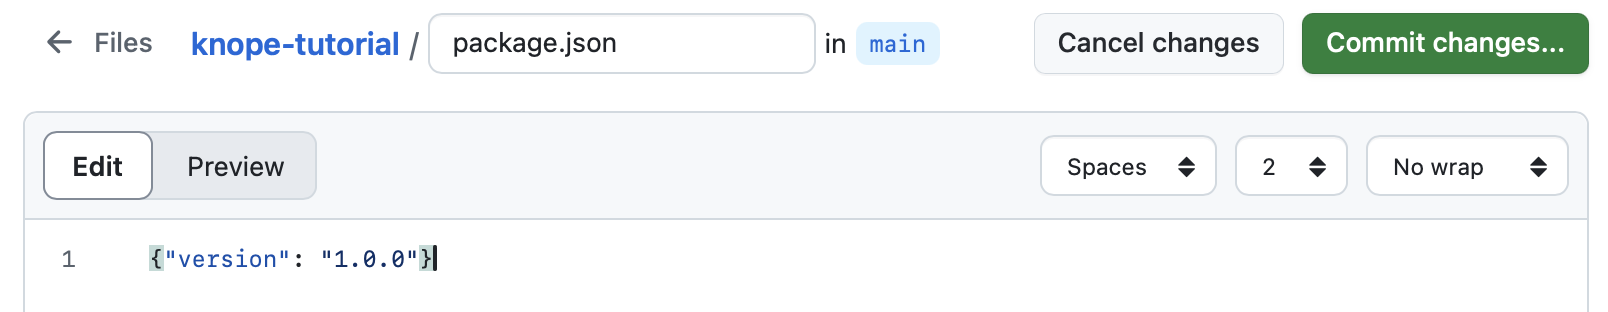 ← Files knope-tutorial / package.json in main Cancel changes Commit changes...
Edit Preview Spaces 2 No wrap
1 {"version": "1.0.0"}